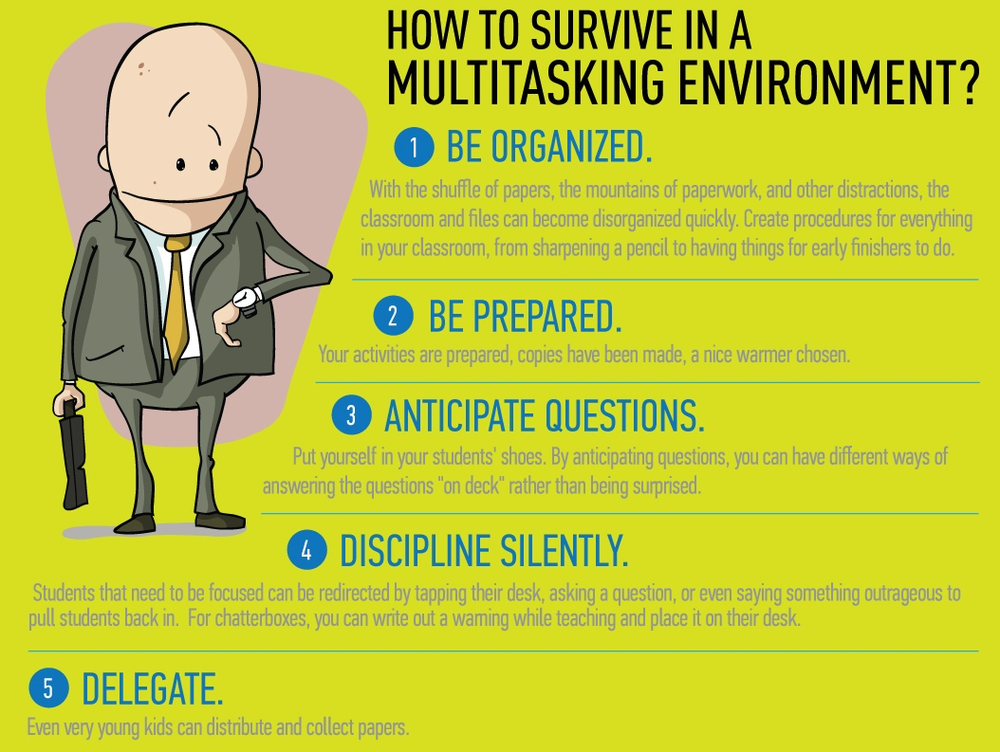 HOW TO SURVIVE IN A
MULTITASKING ENVIRONMENT?
1 BE ORGANIZED.
With the shuffle of papers, the mountains of paperwork, and other distractions, the
classroom and files can become disorganized quickly. Create procedures for everything
in your classroom, from sharpening a pencil to having things for early finishers to do.
2 BE PREPARED.
Your activities are prepared, copies have been made, a nice warmer chosen.
3 ANTICIPATE QUESTIONS.
Put yourself in your students' shoes. By anticipating questions, you can have different ways of
answering the questions "on deck" rather than being surprised.
4 DISCIPLINE SILENTLY.
Students that need to be focused can be redirected by tapping their desk, asking a question, or even saying something outrageous to
pull students back in. For chatterboxes, you can write out a warning while teaching and place it on their desk.
5 DELEGATE.
Even very young kids can distribute and collect papers.